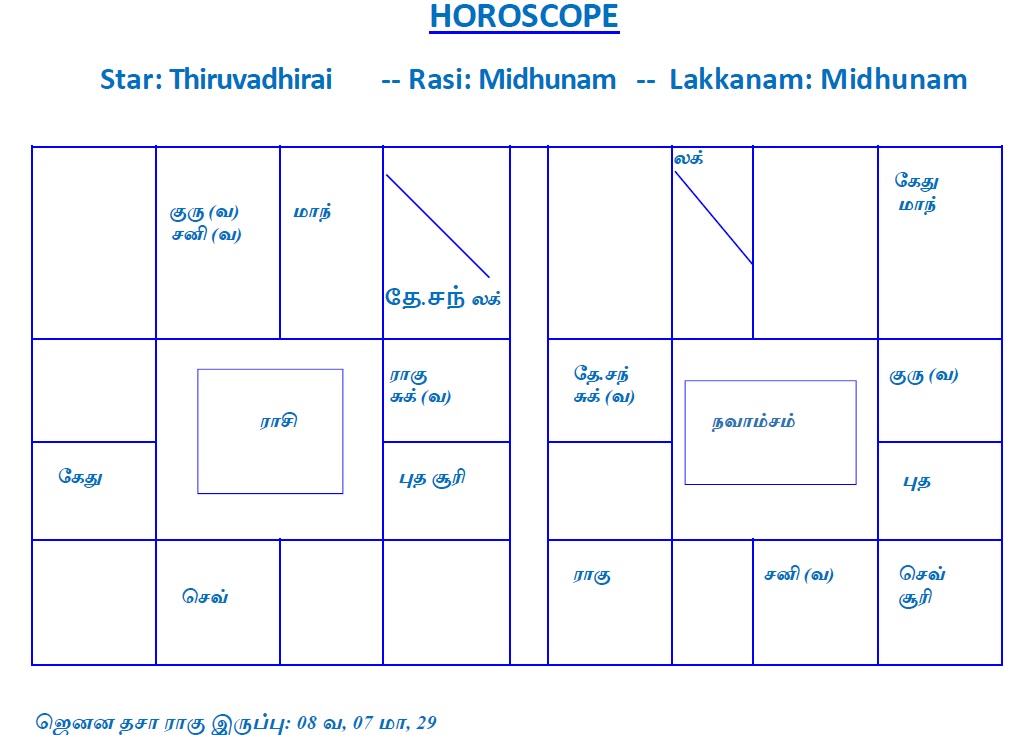 HOROSCOPE
Star: Thiruvadhirai -- Rasi: Midhunam -- Lakkanam: Midhunam
குரு (வ)
சனி (வ)
மாந்
தே.சந் லக்
ராகு
சுக் (வ)
ராசி
கேது
புத சூரி
செவ்
லக்
கேது
மாந்
தே.சந்
சுக் (வ)
குரு (வ)
நவாம்சம்
புத
ராகு
சனி (வ)
செவ்
சூரி
ஜெனன தசா ராகு இருப்பு: 08 வ, 07 மா, 29